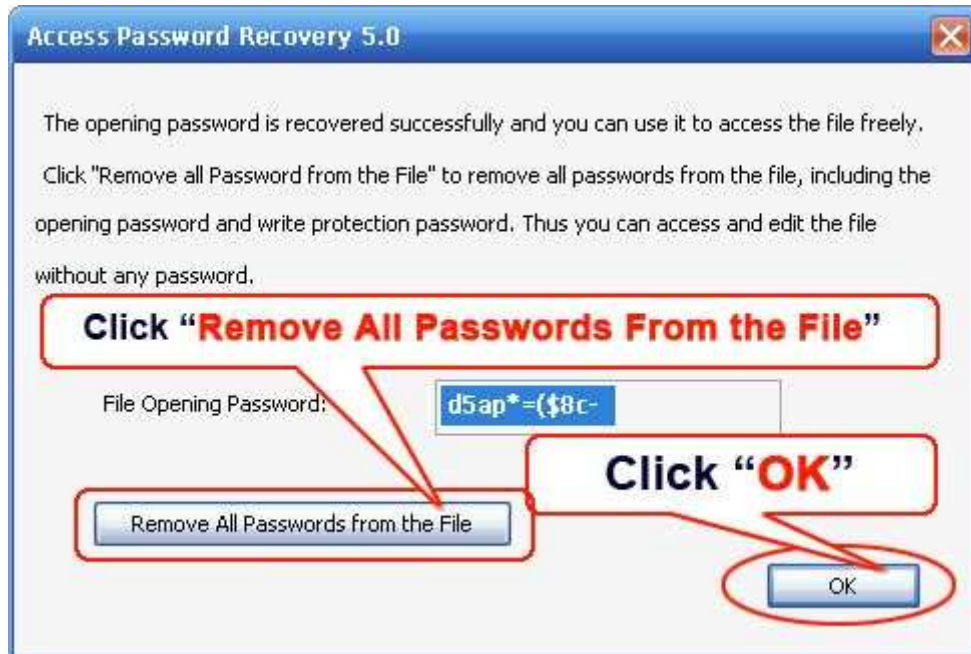 Access Password Recovery 5.0
The opening password is recovered successfully and you can use it to access the file freely.
Click "Remove all Password from the File" to remove all passwords from the file, including the
opening password and write protection password. Thus you can access and edit the file
without any password.
Click “Remove All Passwords From the File”
File Opening Password:
d5ap*=($8c-
Click “OK”
Remove All Passwords from the File
OK